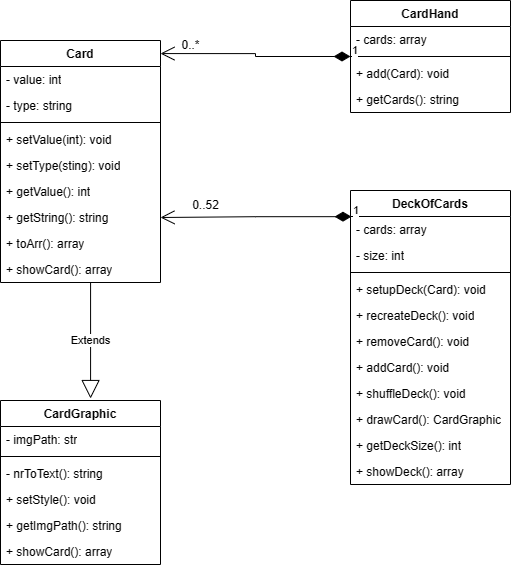 CardHand
- cards: array
+ add(Card): void
+ getCards(): string
1
0..*
Card
- value: int
- type: string
+ setValue(int): void
+ setType(sting): void
+ getValue(): int
+ getString(): string
+ toArr(): array
+ showCard(): array
0..52
1
DeckOfCards
- cards: array
- size: int
+ setupDeck(Card): void
+ recreateDeck(): void
+ removeCard(): void
+ addCard(): void
+ shuffleDeck(): void
+ drawCard(): CardGraphic
+ getDeckSize(): int
+ showDeck(): array
Extends
CardGraphic
- imgPath: str
- nrToText(): string
+ setStyle(): void
+ getImgPath(): string
+ showCard(): array